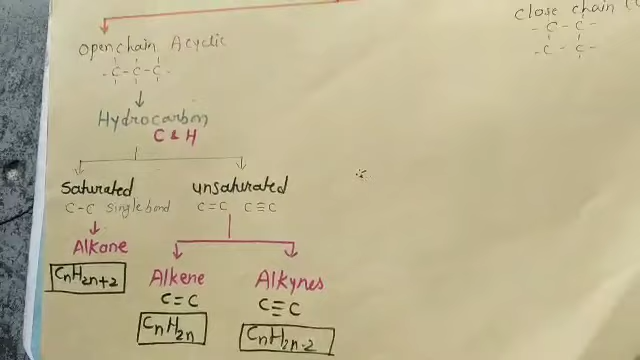 Close chain
- C - C -
- C - C -
Openchain Acyclic
- C - C - C -
Hydrocarbon
C & H
Saturated
unsaturated
C-C single bond
C=C C≡C
Alkane
CnH2n+2
Alkene
Alkynes
C=C
C≡C
CnH2n
CnH2n-2